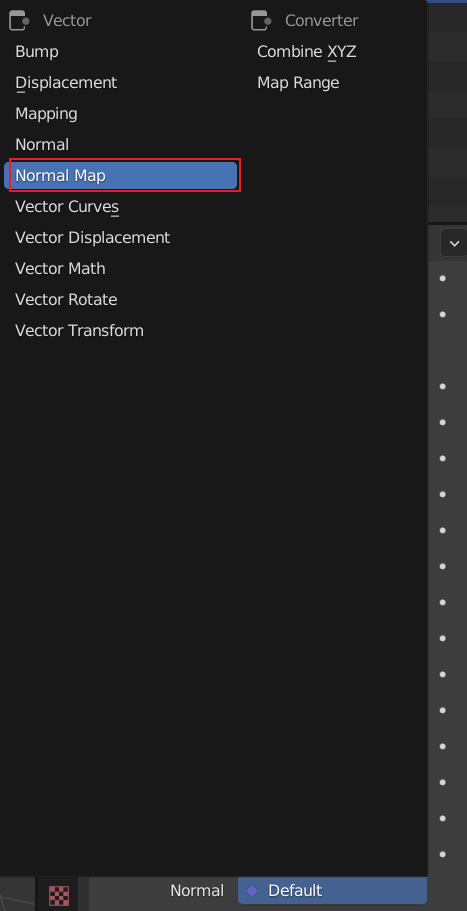 Vector
Bump
Displacement
Mapping
Normal
Normal Map
Vector Curves
Vector Displacement
Vector Math
Vector Rotate
Vector Transform
Converter
Combine XYZ
Map Range
Normal Default